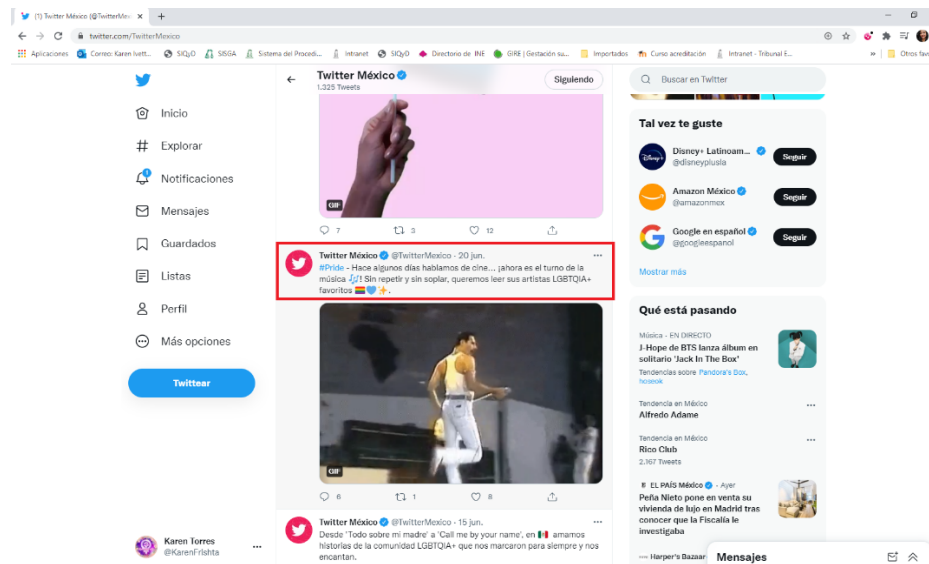 (1) Twitter México (@TwitterMexi
twitter.com/TwitterMexico
Aplicaciones
Correo: Karen Ivett...
SIQyD
SISGA
Sistema del Procedi...
Intranet
SIQyD
Directorio de INE
GIRE | Gestación su...
Importados
Curso acreditación
Intranet - Tribunal E...
Otros fav
Twitter México
1.325 Tweets
Siguiendo
Inicio
Explorar
Notificaciones
Mensajes
Guardados
Listas
Perfil
Más opciones
Twittear
Karen Torres
@KarenFrishta
GIF
7
3
12
Twitter México @TwitterMexico · 20 jun.
#Pride - Hace algunos días hablamos de cine... ¡ahora es el turno de la
música 🎼! Sin repetir y sin soplar, queremos leer sus artistas LGBTQIA+
favoritos 🏳️‍🌈💙✨.
GIF
6
1
8
Twitter México @TwitterMexico · 15 jun.
Desde 'Todo sobre mi madre' a 'Call me by your name', en 🇲🇽 amamos
historias de la comunidad LGBTQIA+ que nos marcaron para siempre y nos
encantan.
Buscar en Twitter
Tal vez te guste
Disney+ Latinoam...
@disneyplusla
Seguir
Amazon México
@amazonmex
Seguir
Google en español
@googleespanol
Seguir
Mostrar más
Qué está pasando
Música · EN DIRECTO
J-Hope de BTS lanza álbum en
solitario 'Jack In The Box'
Tendencias sobre Pandora's Box,
hoseok
Tendencia en México
Alfredo Adame
Tendencia en México
Rico Club
2.167 Tweets
EL PAÍS México · Ayer
Peña Nieto pone en venta su
vivienda de lujo en Madrid tras
conocer que la Fiscalía le
investigaba
Harper's Bazaar
Mensajes